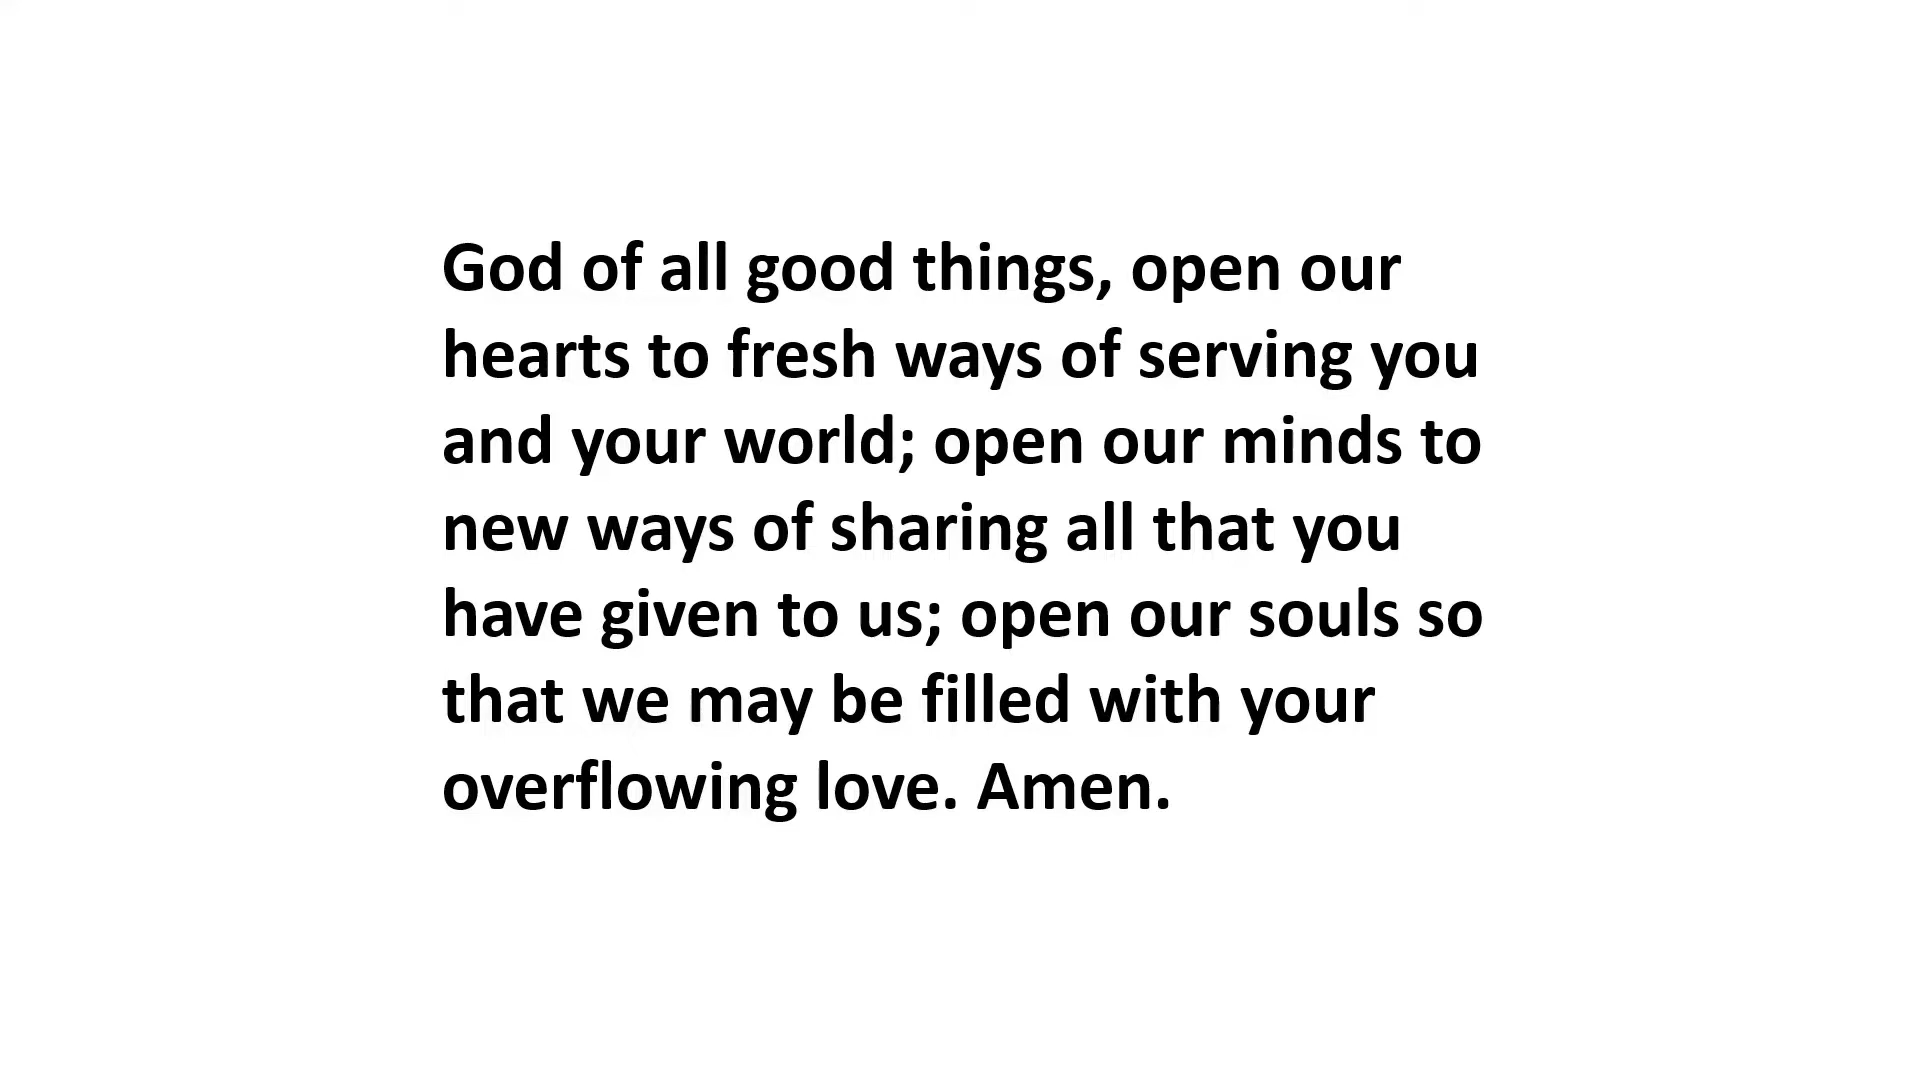 God of all good things, open our
hearts to fresh ways of serving you
and your world; open our minds to
new ways of sharing all that you
have given to us; open our souls so
that we may be filled with your
overflowing love. Amen.